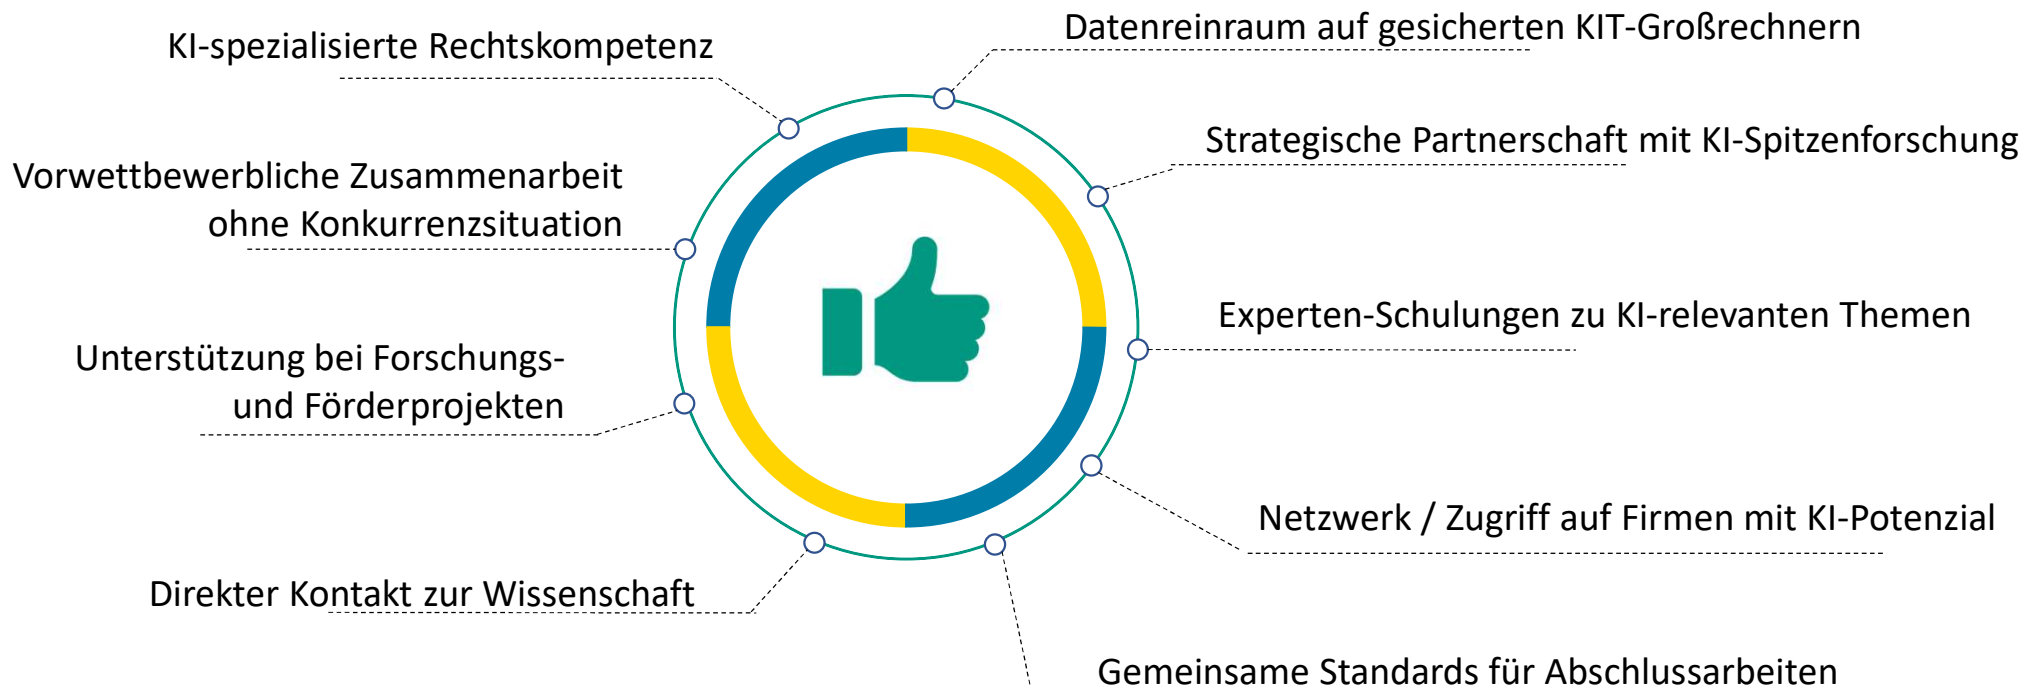 Datenreinraum auf gesicherten KIT-Großrechnern
KI-spezialisierte Rechtskompetenz
Strategische Partnerschaft mit KI-Spitzenforschung
Vorwettbewerbliche Zusammenarbeit
ohne Konkurrenzsituation
Experten-Schulungen zu KI-relevanten Themen
Unterstützung bei Forschungs-
und Förderprojekten
Netzwerk / Zugriff auf Firmen mit KI-Potenzial
Direkter Kontakt zur Wissenschaft
Gemeinsame Standards für Abschlussarbeiten